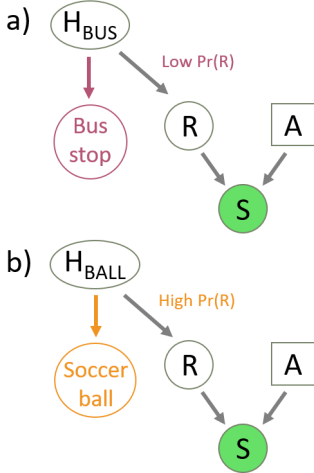 a)
H_BUS
Low Pr(R)
Bus
stop
R
A
S
b)
H_BALL
High Pr(R)
Soccer
ball
R
A
S